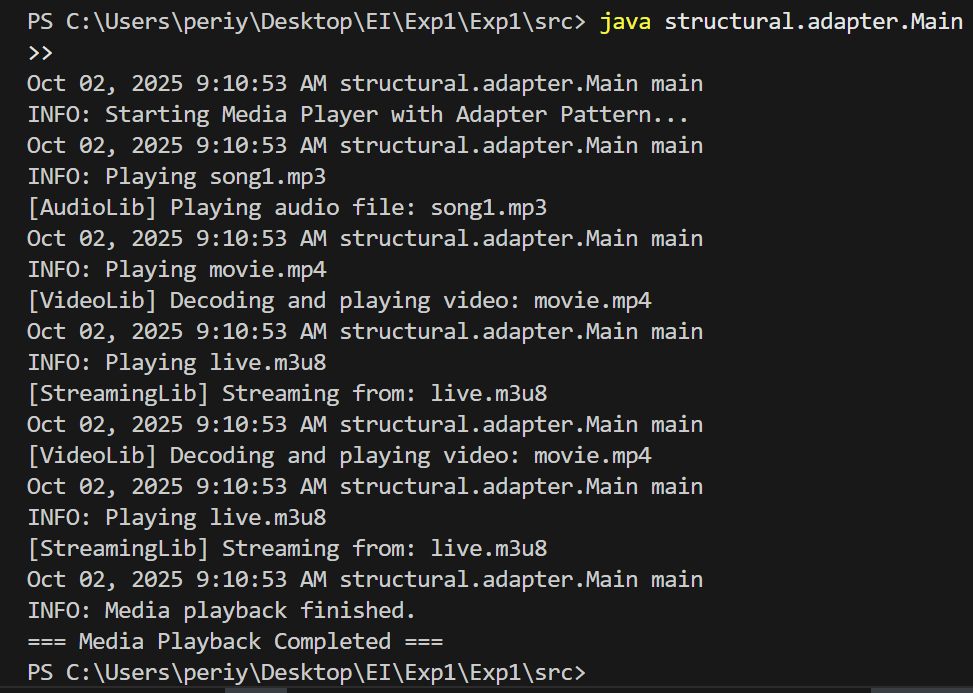 PS C:\Users\periy\Desktop\EI\Exp1\Exp1\src> java structural.adapter.Main
>>
Oct 02, 2025 9:10:53 AM structural.adapter.Main main
INFO: Starting Media Player with Adapter Pattern...
Oct 02, 2025 9:10:53 AM structural.adapter.Main main
INFO: Playing song1.mp3
[AudioLib] Playing audio file: song1.mp3
Oct 02, 2025 9:10:53 AM structural.adapter.Main main
INFO: Playing movie.mp4
[VideoLib] Decoding and playing video: movie.mp4
Oct 02, 2025 9:10:53 AM structural.adapter.Main main
INFO: Playing live.m3u8
[StreamingLib] Streaming from: live.m3u8
Oct 02, 2025 9:10:53 AM structural.adapter.Main main
[VideoLib] Decoding and playing video: movie.mp4
Oct 02, 2025 9:10:53 AM structural.adapter.Main main
INFO: Playing live.m3u8
[StreamingLib] Streaming from: live.m3u8
Oct 02, 2025 9:10:53 AM structural.adapter.Main main
INFO: Media playback finished.
=== Media Playback Completed ===
PS C:\Users\periy\Desktop\EI\Exp1\Exp1\src>